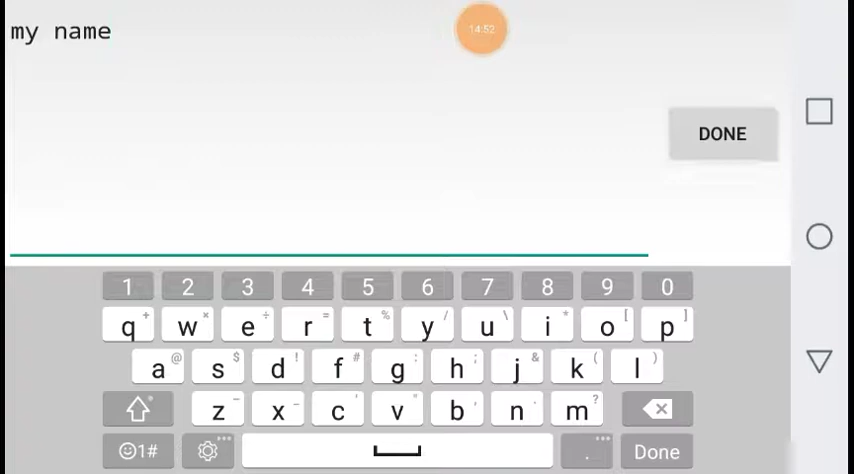 my name
14:52
DONE
1 2 3 4 5 6 7 8 9 0
q + w × e ÷ r = t % y / u \ i * o [ p ]
a @ s $ d ! f # g : h ; j & k ( l )
z x c v b n m ?
1# . Done